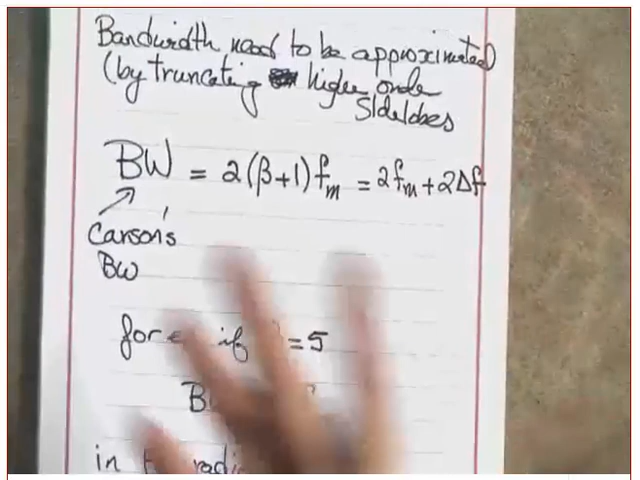 Bandwidth need to be approximated
(by truncating higher order
Sidelobes
BW = 2(β+1)fm = 2fm + 2Δf
Carson's
BW
for if = 5
in